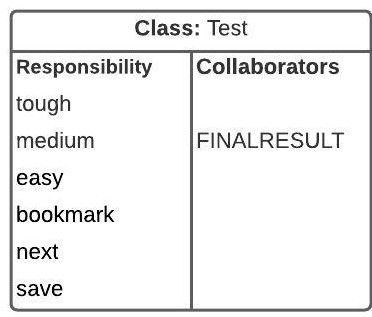 Class: Test
Responsibility Collaborators
tough
medium FINALRESULT
easy
bookmark
next
save